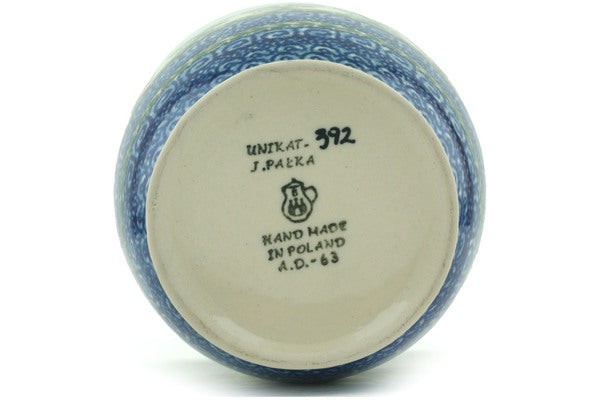 UNIKAT- 392
J. PAŁKA
HAND MADE
IN POLAND
A.D.-63